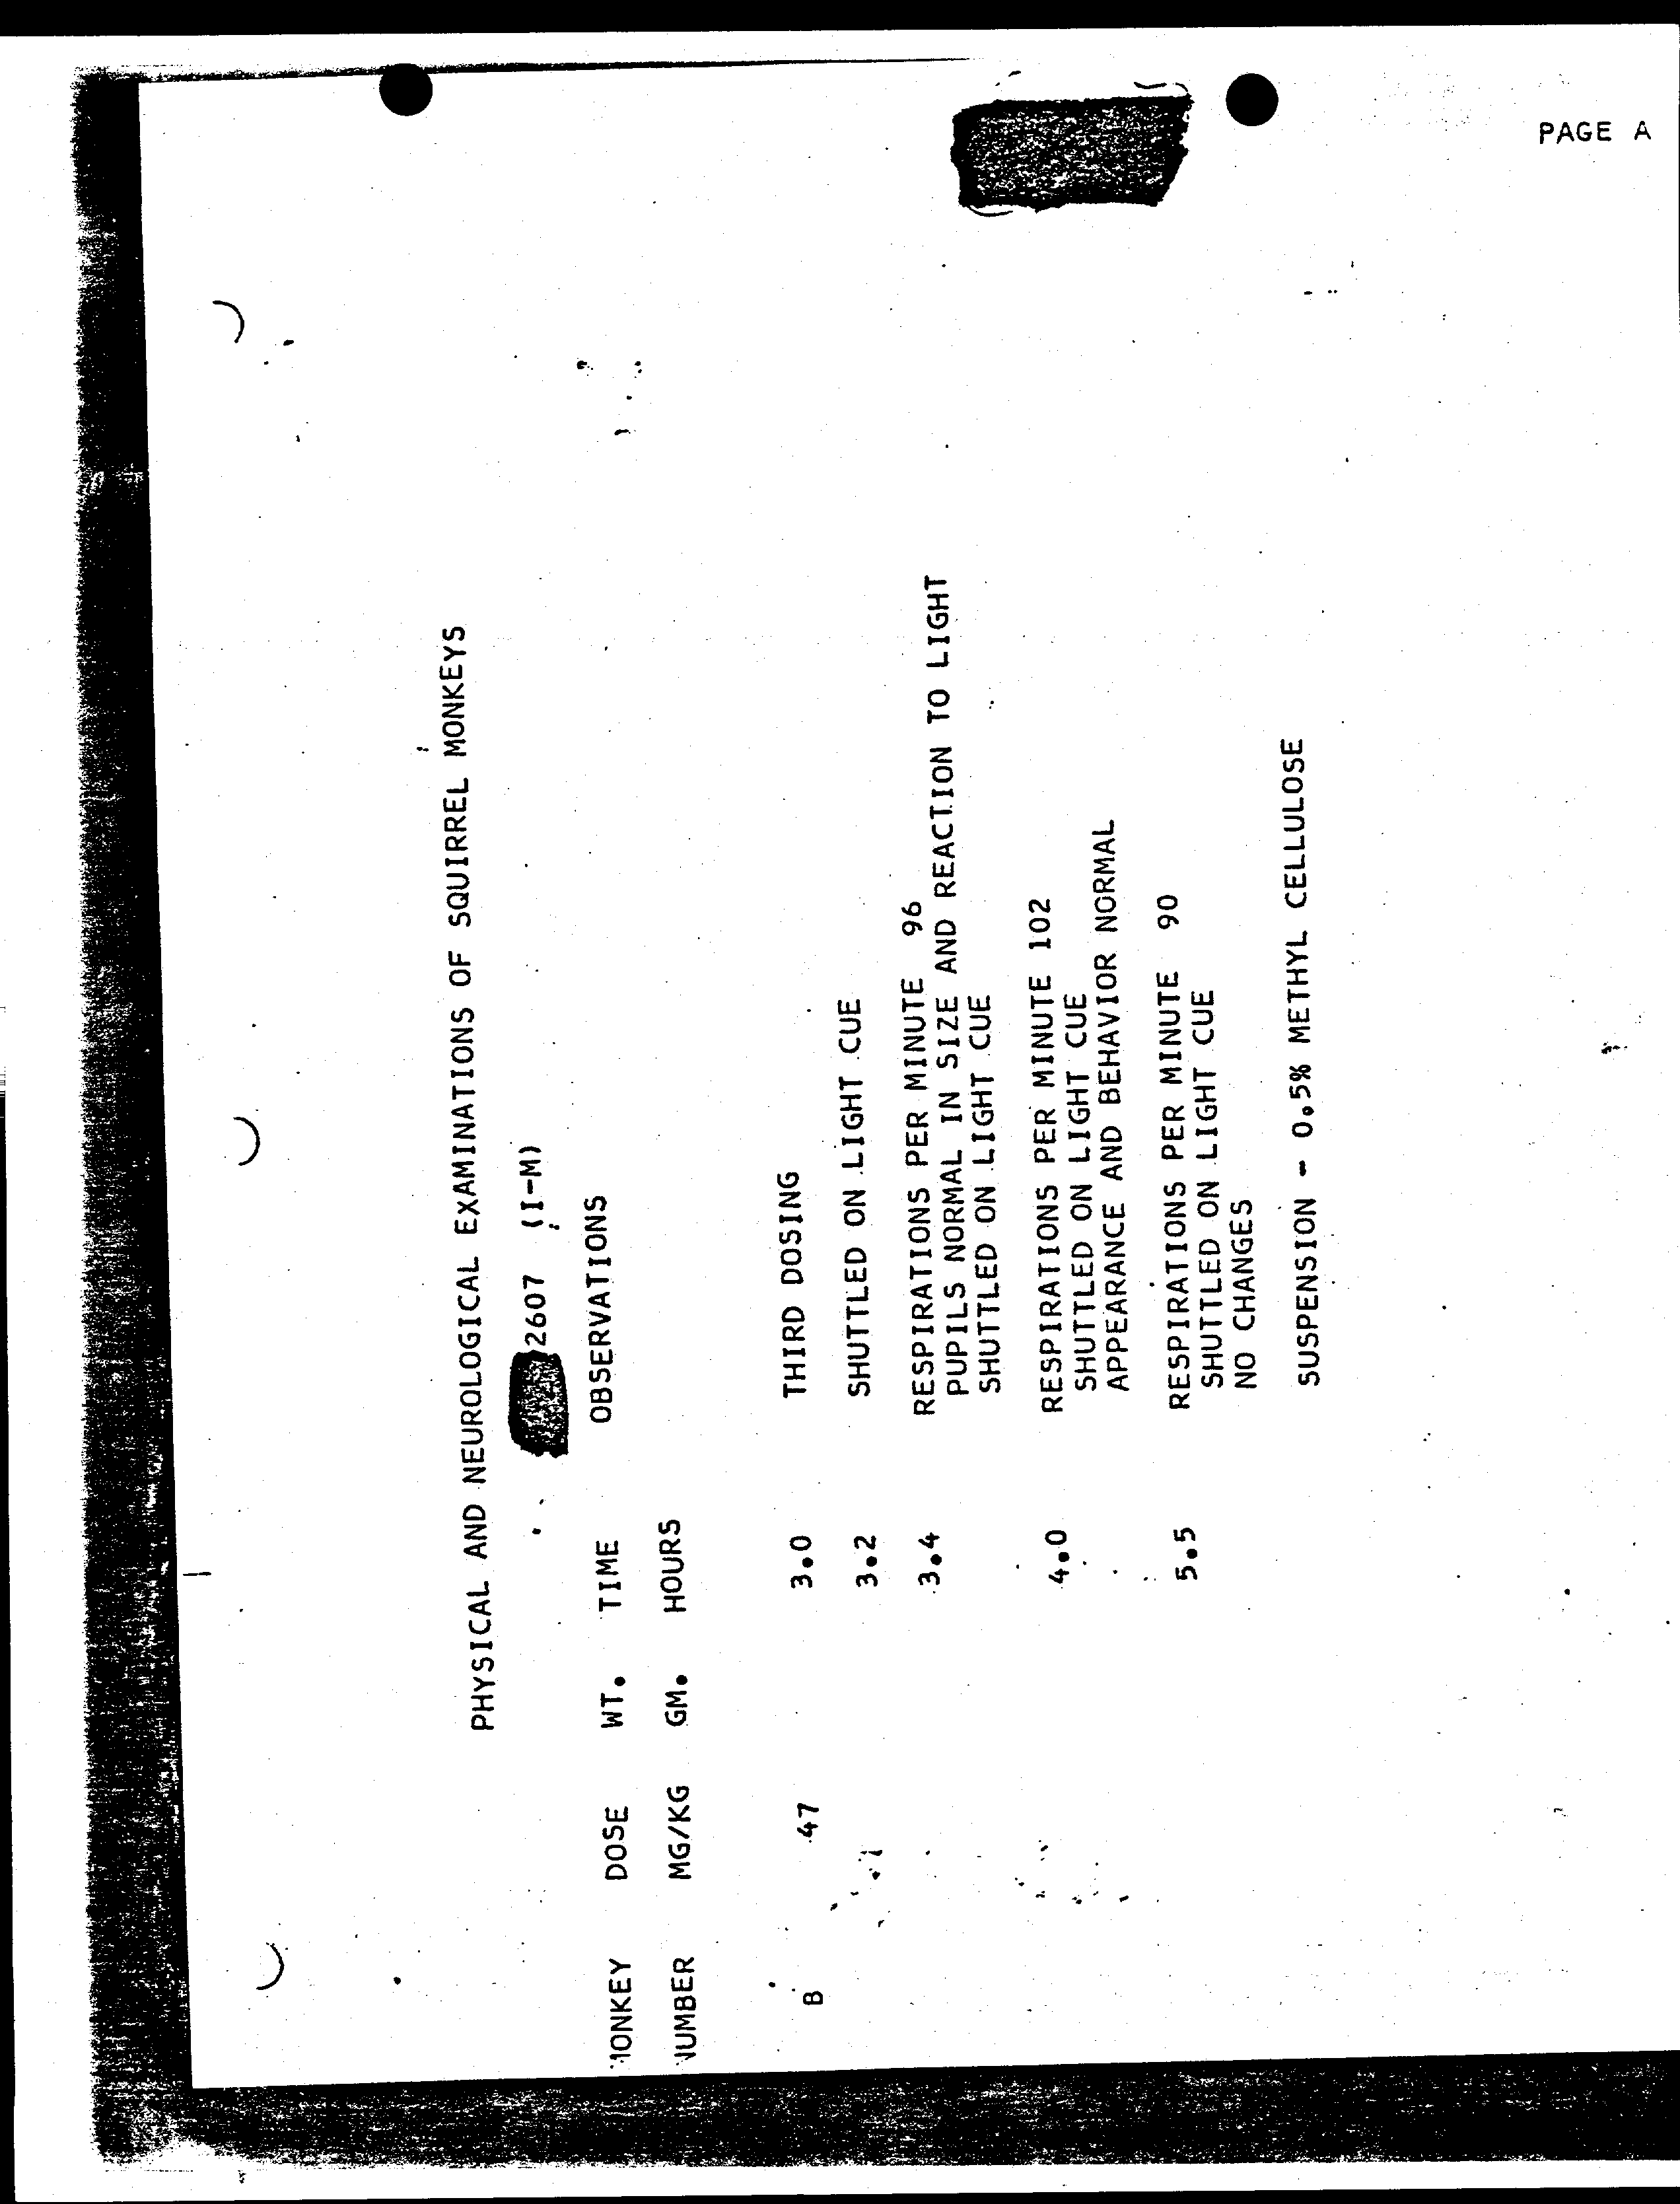 PAGE A
PHYSICAL AND NEUROLOGICAL EXAMINATIONS OF SQUIRREL MONKEYS
2607 (I-M)
MONKEY DOSE WT. TIME OBSERVATIONS
NUMBER MG/KG GM. HOURS
B 47 3.0 THIRD DOSING
3.2 SHUTTLED ON LIGHT CUE
3.4 RESPIRATIONS PER MINUTE 96
PUPILS NORMAL IN SIZE AND REACTION TO LIGHT
SHUTTLED ON LIGHT CUE
4.0 RESPIRATIONS PER MINUTE 102
SHUTTLED ON LIGHT CUE
APPEARANCE AND BEHAVIOR NORMAL
5.5 RESPIRATIONS PER MINUTE 90
SHUTTLED ON LIGHT CUE
NO CHANGES
SUSPENSION - 0.5% METHYL CELLULOSE